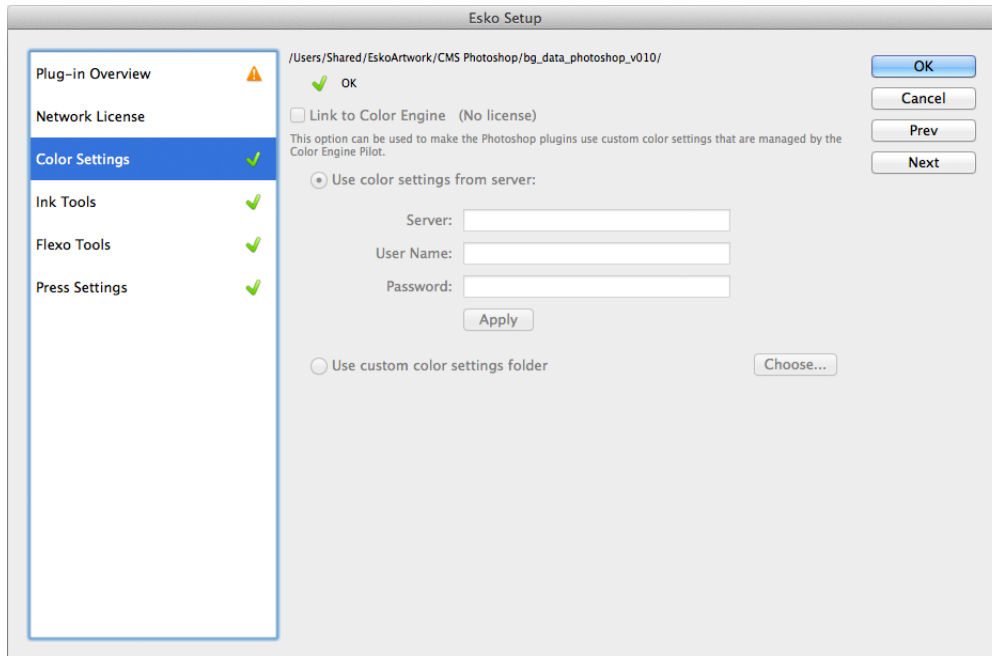 Esko Setup
Plug-in Overview
Network License
Color Settings
Ink Tools
Flexo Tools
Press Settings
/Users/Shared/EskoArtwork/CMS Photoshop/bg_data_photoshop_v010/
OK
Link to Color Engine (No license)
This option can be used to make the Photoshop plugins use custom color settings that are managed by the
Color Engine Pilot.
Use color settings from server:
Server:
User Name:
Password:
Apply
Use custom color settings folder
Choose...
OK
Cancel
Prev
Next